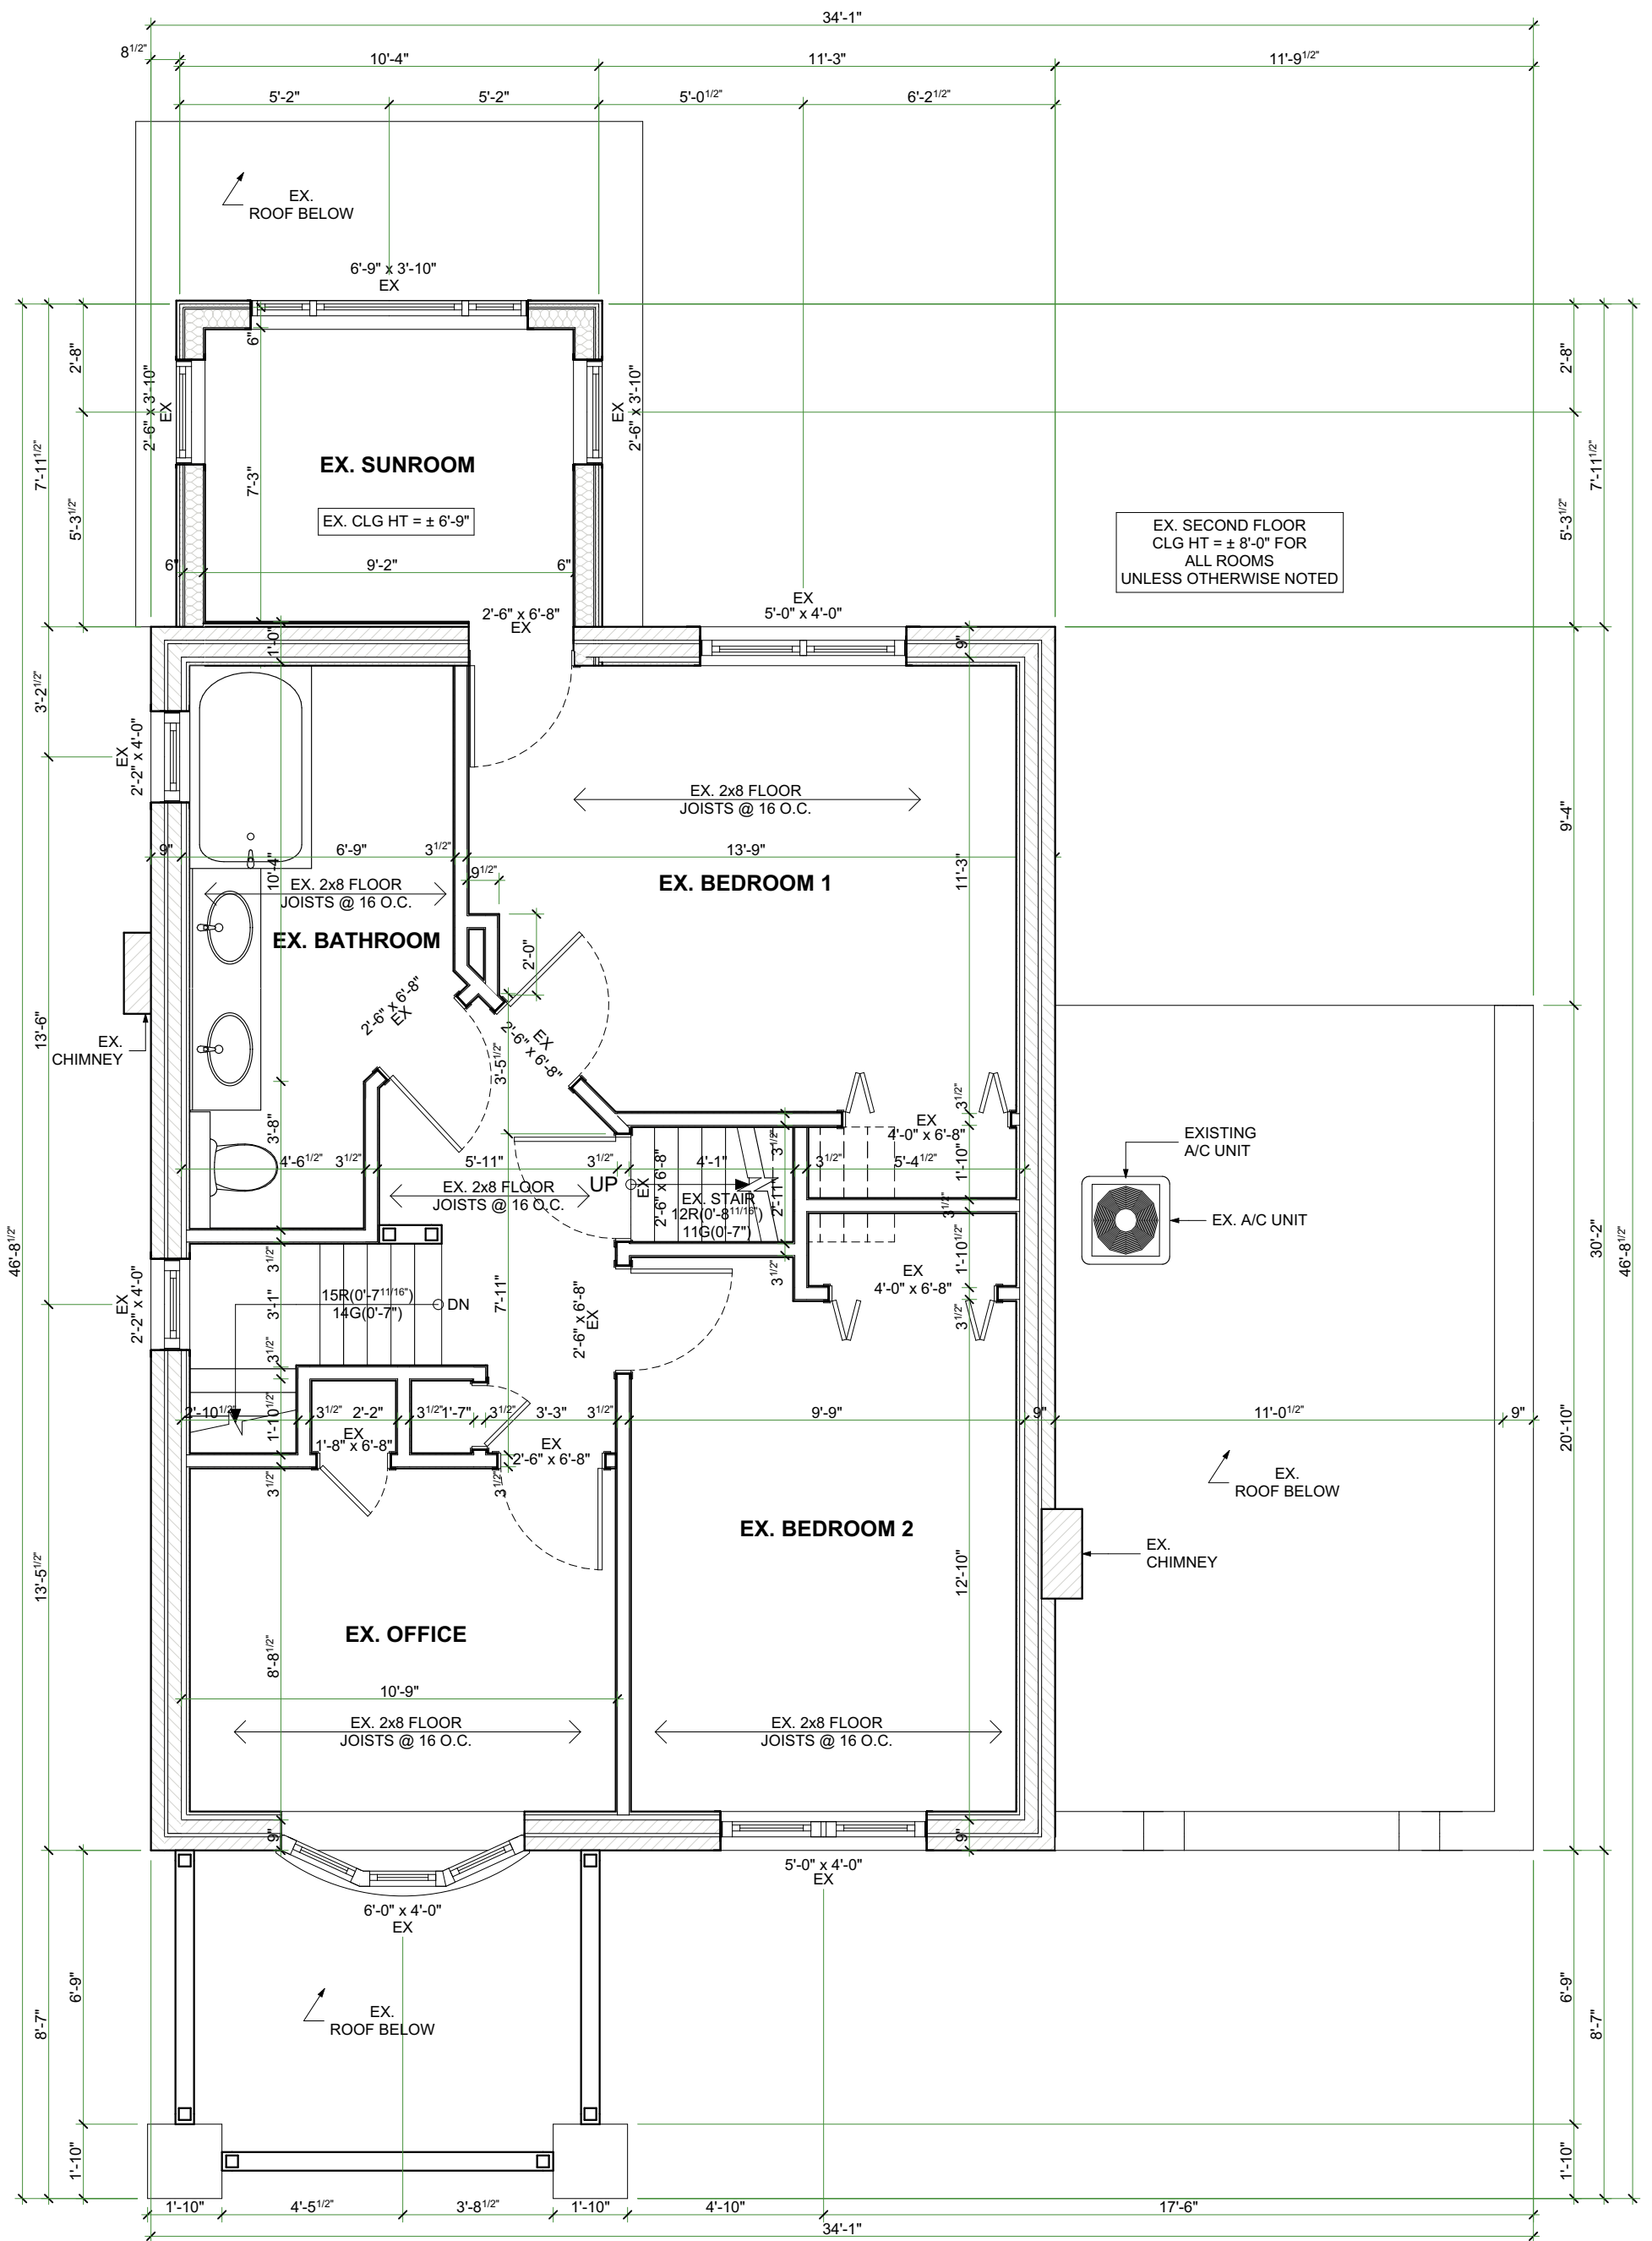 34'-1"
8 1/2"
10'-4"
11'-3"
11'-9 1/2"
5'-2"
5'-2"
5'-0 1/2"
6'-2 1/2"
EX.
ROOF BELOW
6'-9" x 3'-10"
EX
6"
2'-8"
2'-6" x 3'-10"
EX
EX
2'-6" x 3'-10"
2'-8"
7'-11 1/2"
5'-3 1/2"
7'-3"
EX. SUNROOM
EX. CLG HT = ± 6'-9"
6"
9'-2"
6"
EX. SECOND FLOOR
CLG HT = ± 8'-0" FOR
ALL ROOMS
UNLESS OTHERWISE NOTED
5'-3 1/2"
7'-11 1/2"
2'-6" x 6'-8"
EX
EX
5'-0" x 4'-0"
1'-0"
9"
3'-2 1/2"
EX
2'-2" x 4'-0"
EX. 2x8 FLOOR
JOISTS @ 16 O.C.
9'-4"
9"
6'-9"
3 1/2"
13'-9"
10'-4"
9 1/2"
11'-3"
EX. 2x8 FLOOR
JOISTS @ 16 O.C.
EX. BEDROOM 1
EX. BATHROOM
2'-0"
2'-6" x 6'-8"
EX
EX
2'-6" x 6'-8"
13'-6"
EX.
CHIMNEY
3'-5 1/2"
3'-8"
3 1/2"
EX
4'-0" x 6'-8"
3 1/2"
1'-10"
EXISTING
A/C UNIT
4'-6 1/2"
3 1/2"
5'-11"
3 1/2"
4'-1"
3 1/2"
5'-4 1/2"
UP
EX
2'-6" x 6'-8"
2'-11"
EX. 2x8 FLOOR
JOISTS @ 16 O.C.
EX. STAIR
12R(0'-8 11/16")
11G(0'-7")
3 1/2"
EX. A/C UNIT
46'-8 1/2"
3 1/2"
3 1/2"
1'-10 1/2"
30'-2"
46'-8 1/2"
EX
2'-2" x 4'-0"
3'-1"
15R(0'-7 11/16")
14G(0'-7")
DN
7'-11"
2'-6" x 6'-8"
EX
EX
4'-0" x 6'-8"
3 1/2"
3 1/2"
2'-10 1/2"
1'-10 1/2"
3 1/2"
2'-2"
3 1/2"
1'-7"
3 1/2"
3'-3"
3 1/2"
9'-9"
9"
11'-0 1/2"
9"
20'-10"
EX
1'-8" x 6'-8"
EX
2'-6" x 6'-8"
3 1/2"
3 1/2"
EX.
ROOF BELOW
EX. BEDROOM 2
EX.
CHIMNEY
13'-5 1/2"
12'-10"
EX. OFFICE
8'-8 1/2"
10'-9"
EX. 2x8 FLOOR
JOISTS @ 16 O.C.
EX. 2x8 FLOOR
JOISTS @ 16 O.C.
9"
9"
5'-0" x 4'-0"
EX
6'-0" x 4'-0"
EX
6'-9"
8'-7"
EX.
ROOF BELOW
6'-9"
8'-7"
1'-10"
1'-10"
1'-10"
4'-5 1/2"
3'-8 1/2"
1'-10"
4'-10"
17'-6"
34'-1"